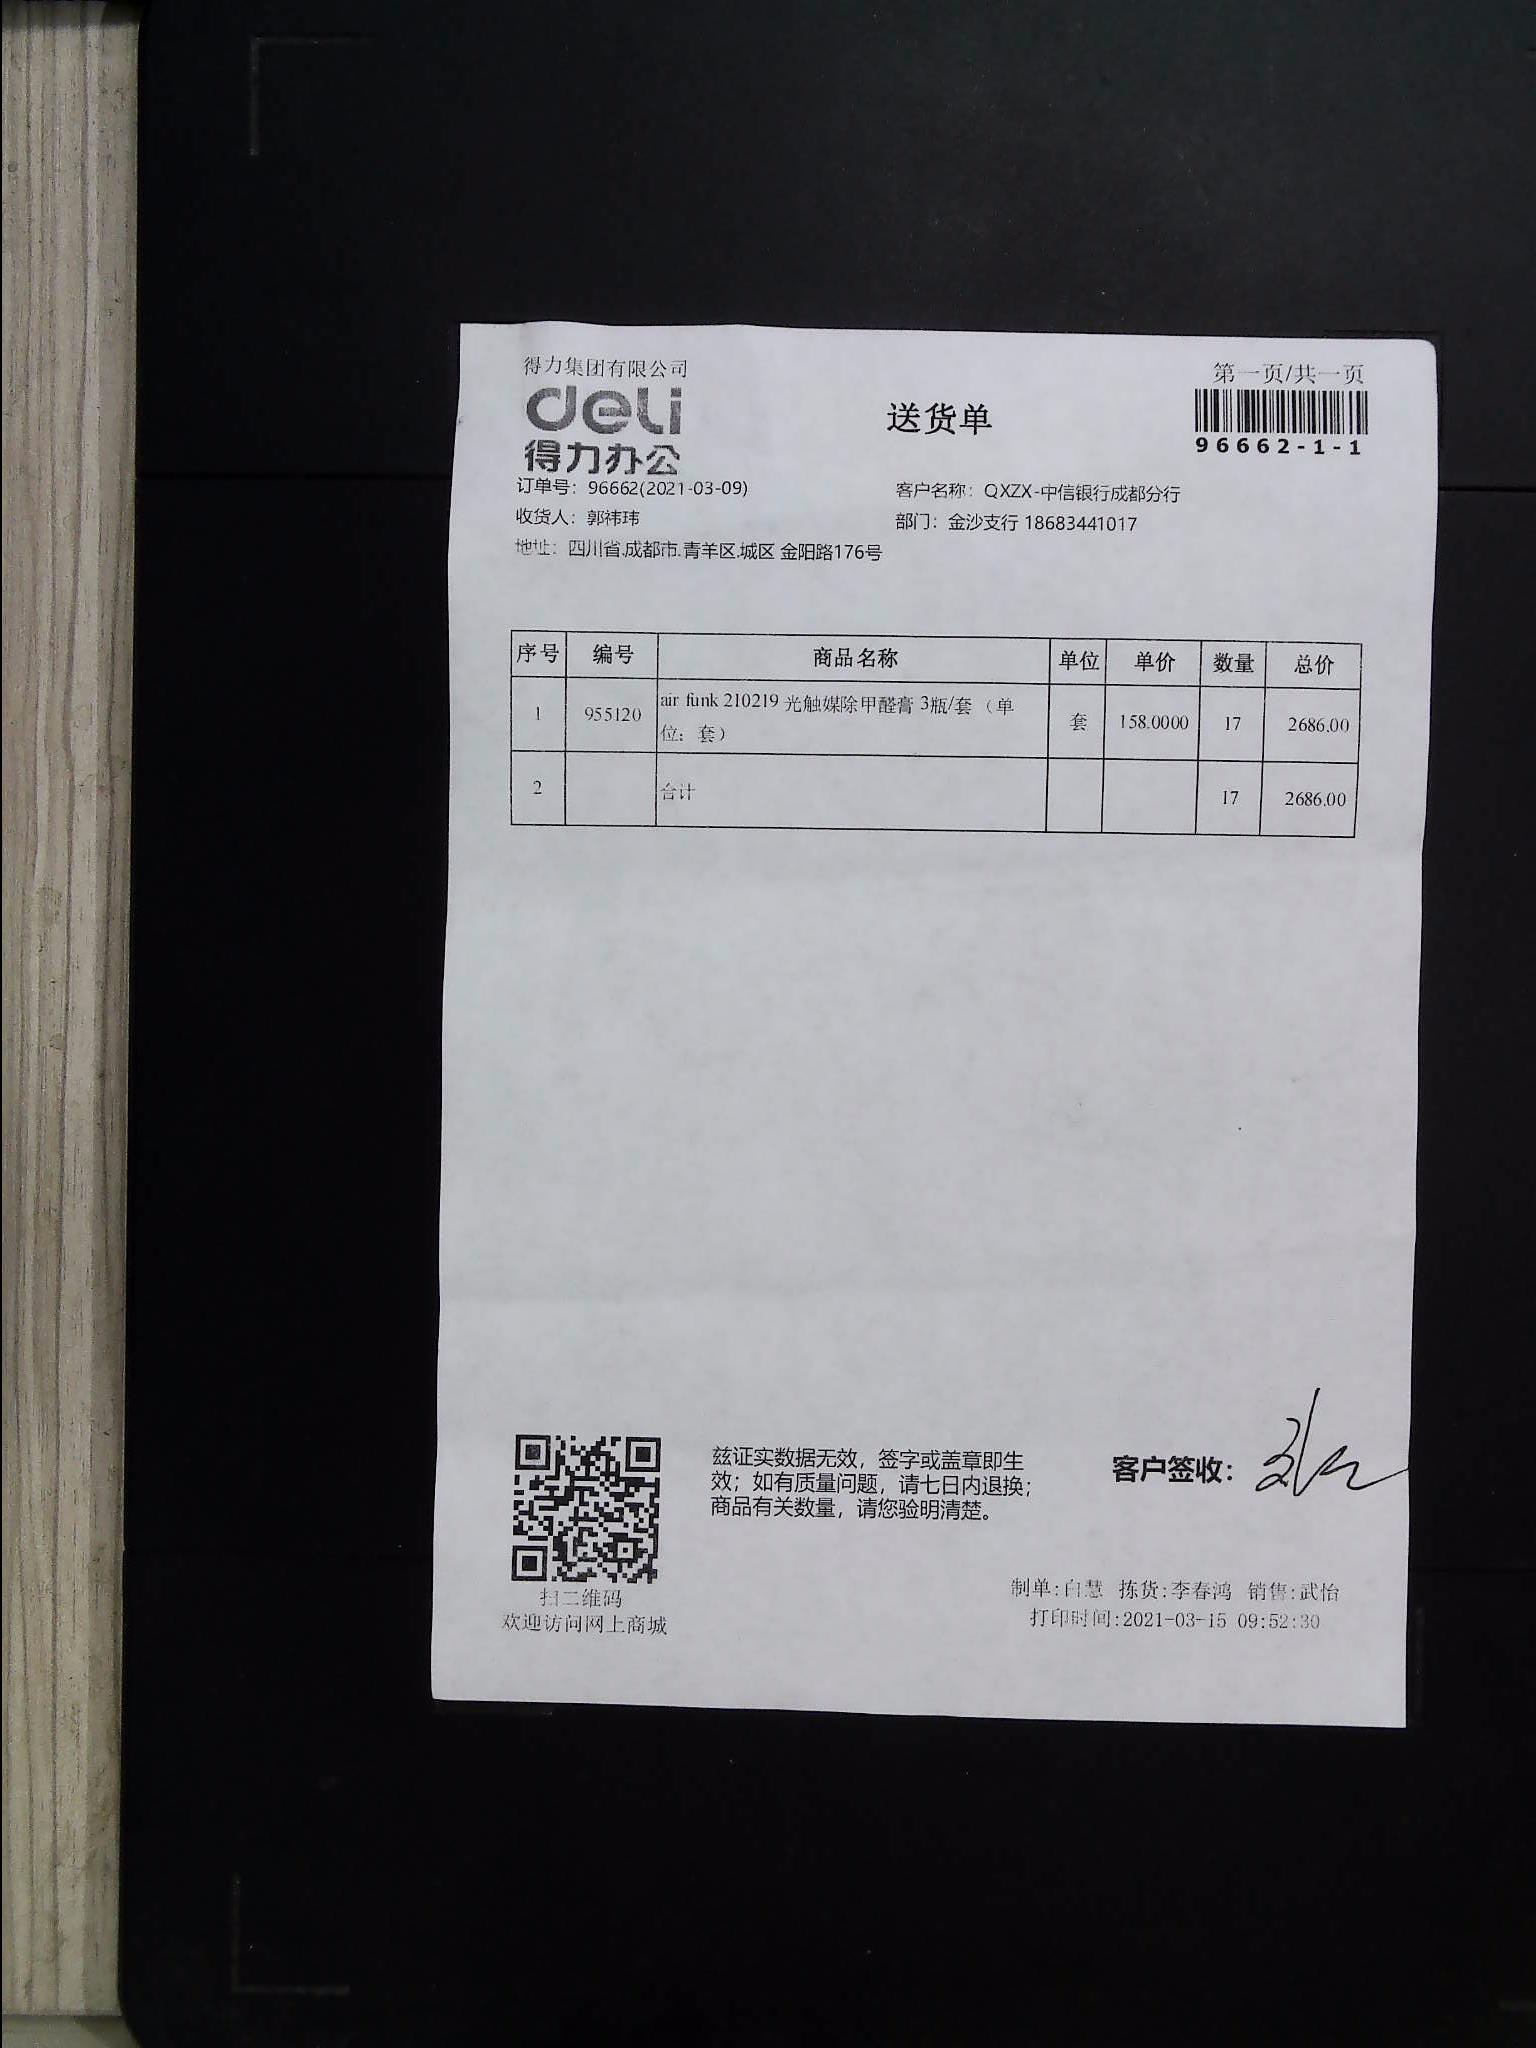 得力集团有限公司
deli
得力办公
第一页/共一页
96662-1-1
送货单
订单号：96662(2021-03-09)
客户名称：QXZX-中信银行成都分行
收货人：郭祎玮
部门：金沙支行 18683441017
地址：四川省.成都市.青羊区.城区 金阳路176号
序号 编号 商品名称 单位 单价 数量 总价
1 955120 air funk 210219 光触媒除甲醛膏 3瓶/套（单位：套） 套 158.0000 17 2686.00
2 合计 17 2686.00
兹证实数据无效，签字或盖章即生
效；如有质量问题，请七日内退换；
商品有关数量，请您验明清楚。
客户签收：
扫二维码
欢迎访问网上商城
制单:白慧 拣货:李春鸿 销售:武怡
打印时间:2021-03-15 09:52:30